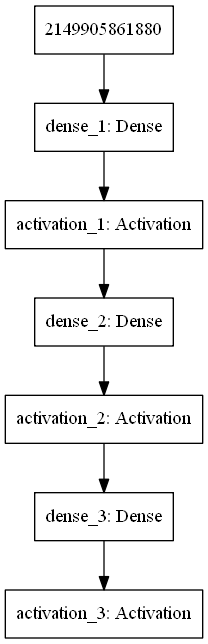 2149905861880
dense_1: Dense
activation_1: Activation
dense_2: Dense
activation_2: Activation
dense_3: Dense
activation_3: Activation